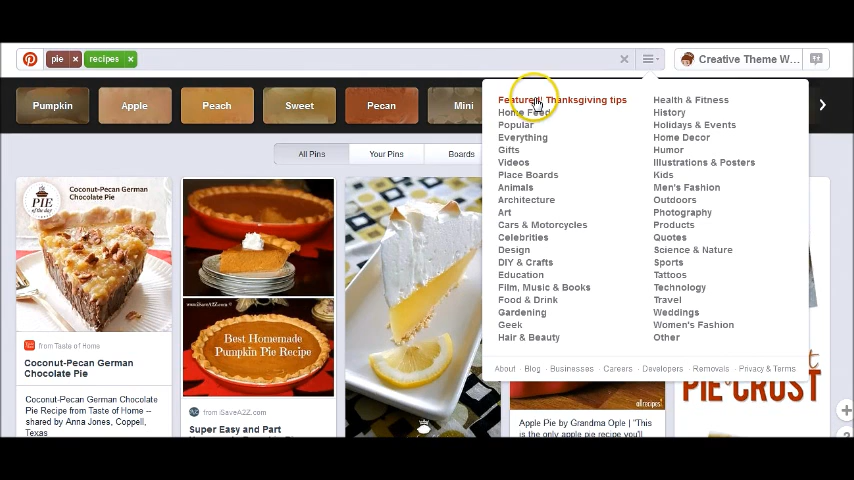 pie × recipes ×
Creative Theme W...
Pumpkin
Apple
Peach
Sweet
Pecan
Mini
Featured: Thanksgiving tips
Home Feed
Popular
Everything
Gifts
Videos
Place Boards
Animals
Architecture
Art
Cars & Motorcycles
Celebrities
Design
DIY & Crafts
Education
Film, Music & Books
Food & Drink
Gardening
Geek
Hair & Beauty
Health & Fitness
History
Holidays & Events
Home Decor
Humor
Illustrations & Posters
Kids
Men's Fashion
Outdoors
Photography
Products
Quotes
Science & Nature
Sports
Tattoos
Technology
Travel
Weddings
Women's Fashion
Other
About · Blog · Businesses · Careers · Developers · Removals · Privacy & Terms
All Pins
Your Pins
Boards
PIE
of the day
Coconut-Pecan German
Chocolate Pie
from Taste of Home
Coconut-Pecan German
Chocolate Pie
Coconut-Pecan German Chocolate
Pie Recipe from Taste of Home --
shared by Anna Jones, Coppell,
Texas
Best Homemade
Pumpkin Pie Recipe
from iSaveA2Z.com
Super Easy and Part
allrecipes
Apple Pie by Grandma Ople | "This
is the only apple pie recipe you'll
PIE CRUST